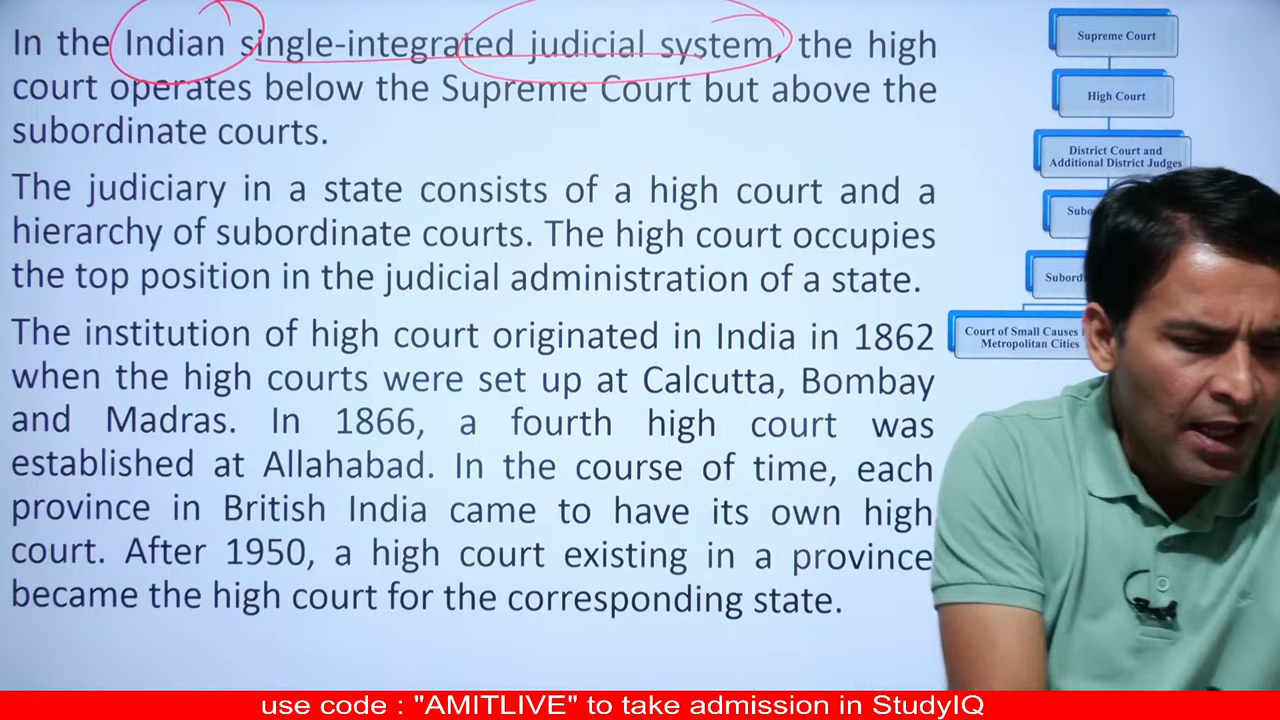 In the Indian single-integrated judicial system, the high
court operates below the Supreme Court but above the
subordinate courts.
The judiciary in a state consists of a high court and a
hierarchy of subordinate courts. The high court occupies
the top position in the judicial administration of a state.
The institution of high court originated in India in 1862
when the high courts were set up at Calcutta, Bombay
and Madras. In 1866, a fourth high court was
established at Allahabad. In the course of time, each
province in British India came to have its own high
court. After 1950, a high court existing in a province
became the high court for the corresponding state.
Supreme Court
High Court
District Court and
Additional District Judges
Court of Small Causes
Metropolitan Cities
use code : "AMITLIVE" to take admission in StudyIQ